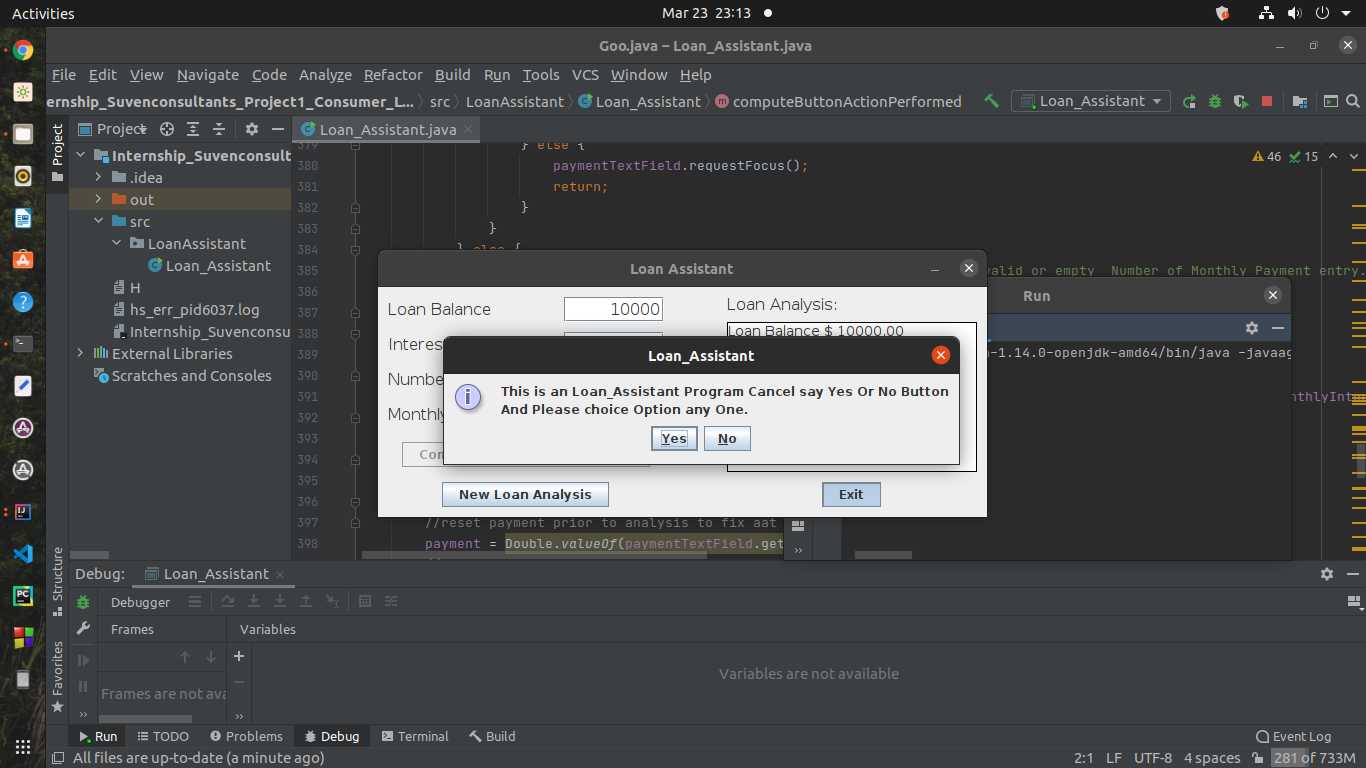 Activities
Mar 23 23:13
Goo.java – Loan_Assistant.java
File Edit View Navigate Code Analyze Refactor Build Run Tools VCS Window Help
ernship_Suvenconsultants_Project1_Consumer_L... src LoanAssistant Loan_Assistant computeButtonActionPerformed Loan_Assistant
Project
Project
Loan_Assistant.java
Internship_Suvenconsult
.idea
out
src
LoanAssistant
Loan_Assistant
H
hs_err_pid6037.log
Internship_Suvenconsu
External Libraries
Scratches and Consoles
46 15
379 } else {
380 paymentTextField.requestFocus();
381 return;
382 }
383 }
384 } else {
385 valid or empty Number of Monthly Payment entry.
386
387
388
389
390
391 nthlyInte
392
393
394
395
396
397 //reset payment prior to analysis to fix aat
398 payment = Double.valueOf(paymentTextField.get
Run
n-1.14.0-openjdk-amd64/bin/java -javaag
Loan Assistant
Loan Balance 10000
Loan Analysis:
Loan Balance $ 10000.00
Interes
Numbe
Monthly
Con
New Loan Analysis
Exit
Loan_Assistant
This is an Loan_Assistant Program Cancel say Yes Or No Button
And Please choice Option any One.
Yes No
Structure
Favorites
Debug: Loan_Assistant
Debugger
Frames
Variables
Frames are not ava
Variables are not available
Run TODO Problems Debug Terminal Build Event Log
All files are up-to-date (a minute ago)
2:1 LF UTF-8 4 spaces 281 of 733M